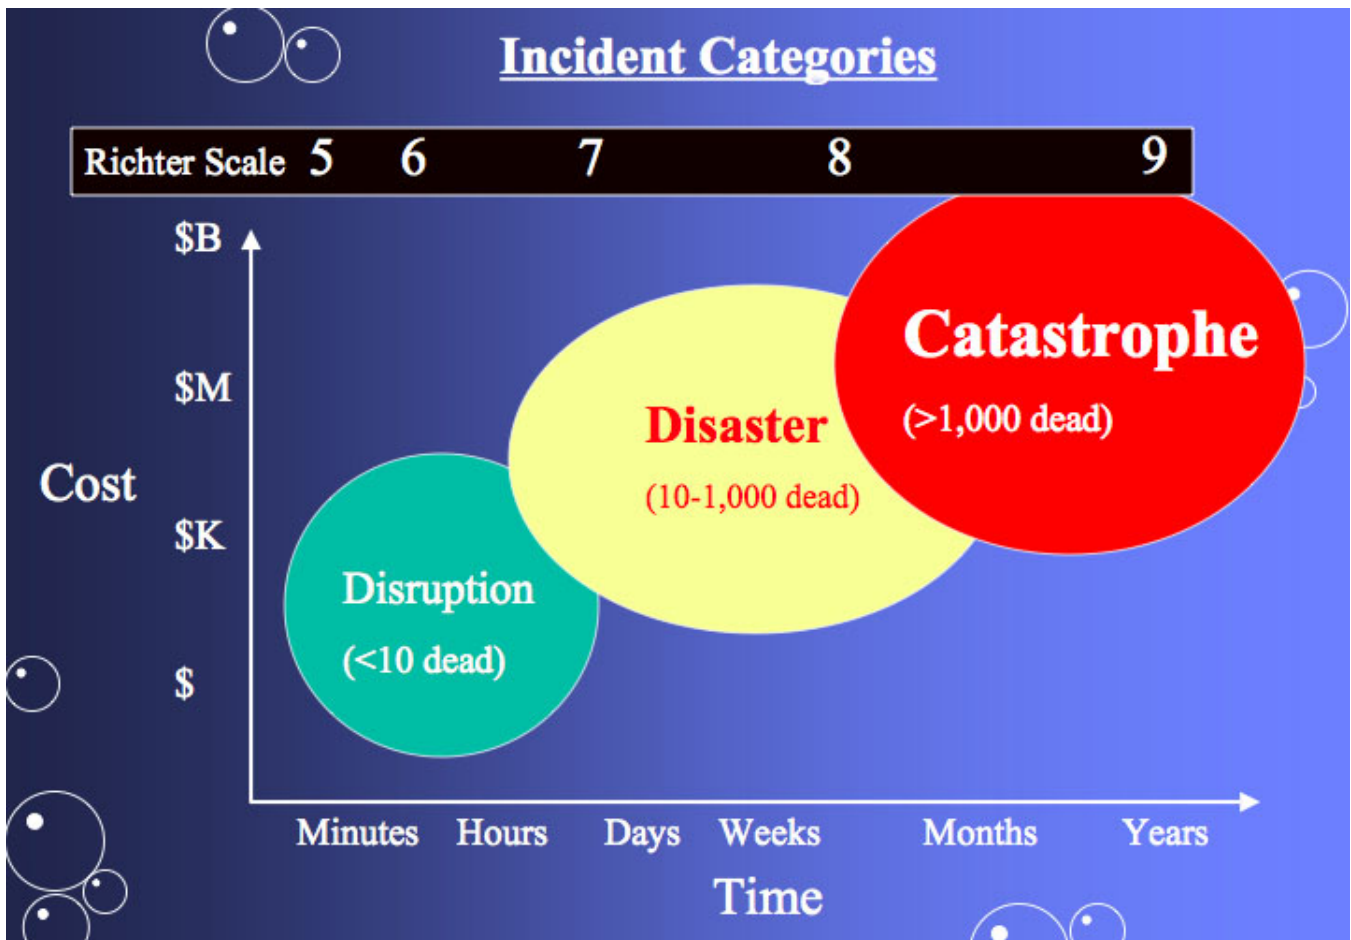 Incident Categories
Richter Scale 5 6 7 8 9
$B
$M
Cost
$K
$
Catastrophe
(>1,000 dead)
Disaster
(10-1,000 dead)
Disruption
(<10 dead)
Minutes Hours Days Weeks Months Years
Time